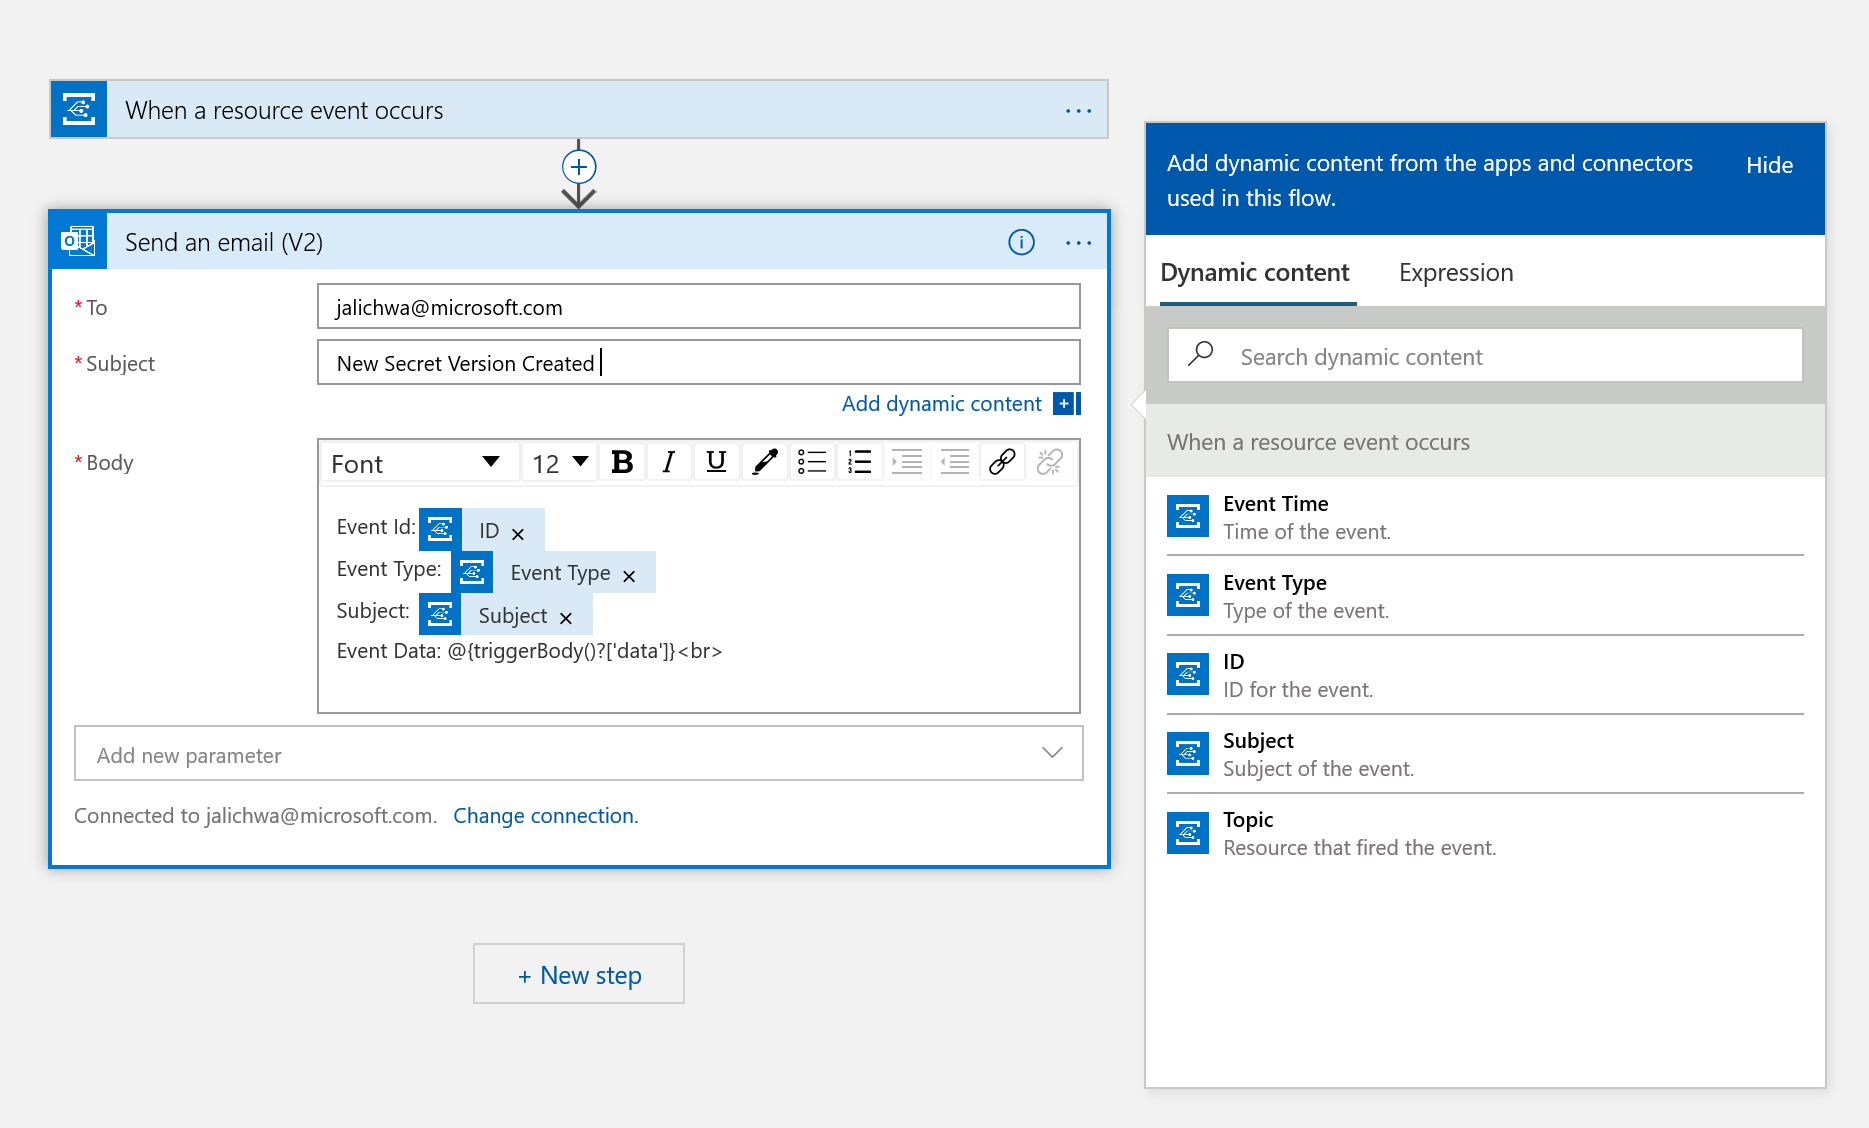 When a resource event occurs
Send an email (V2)
* To
jalichwa@microsoft.com
* Subject
New Secret Version Created
Add dynamic content
* Body
Font 12 B I U
Event Id: ID ×
Event Type: Event Type ×
Subject: Subject ×
Event Data: @{triggerBody()?['data']}<br>
Add new parameter
Connected to jalichwa@microsoft.com. Change connection.
+ New step
Add dynamic content from the apps and connectors
used in this flow.
Hide
Dynamic content Expression
Search dynamic content
When a resource event occurs
Event Time
Time of the event.
Event Type
Type of the event.
ID
ID for the event.
Subject
Subject of the event.
Topic
Resource that fired the event.